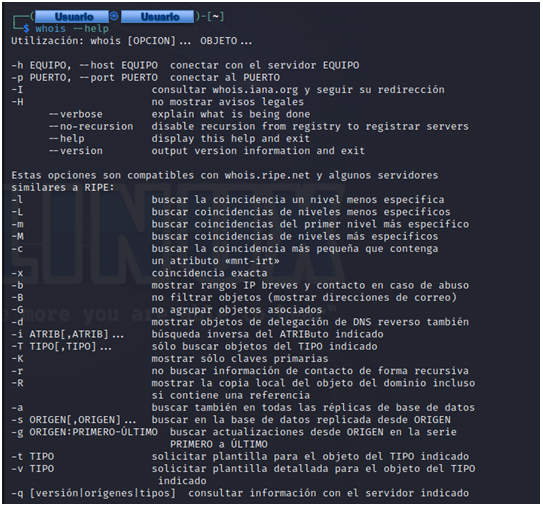 ┌──(Usuario㉿Usuario)-[~]
└─$ whois --help
Utilización: whois [OPCION]... OBJETO...
-h EQUIPO, --host EQUIPO conectar con el servidor EQUIPO
-p PUERTO, --port PUERTO conectar al PUERTO
-I consultar whois.iana.org y seguir su redirección
-H no mostrar avisos legales
--verbose explain what is being done
--no-recursion disable recursion from registry to registrar servers
--help display this help and exit
--version output version information and exit
Estas opciones son compatibles con whois.ripe.net y algunos servidores
similares a RIPE:
-l buscar la coincidencia un nivel menos específica
-L buscar coincidencias de niveles menos específicos
-m buscar coincidencias del primer nivel más específico
-M buscar coincidencias de niveles más específicos
-c buscar la coincidencia más pequeña que contenga
un atributo «mnt-irt»
-x coincidencia exacta
-b mostrar rangos IP breves y contacto en caso de abuso
-B no filtrar objetos (mostrar direcciones de correo)
-G no agrupar objetos asociados
-d mostrar objetos de delegación de DNS reverso también
-i ATRIB[,ATRIB]... búsqueda inversa del ATRIButo indicado
-T TIPO[,TIPO]... sólo buscar objetos del TIPO indicado
-K mostrar sólo claves primarias
-r no buscar información de contacto de forma recursiva
-R mostrar la copia local del objeto del dominio incluso
si contiene una referencia
-a buscar también en todas las réplicas de base de datos
-s ORIGEN[,ORIGEN]... buscar en la base de datos replicada desde ORIGEN
-g ORIGEN:PRIMERO-ÚLTIMO buscar actualizaciones desde ORIGEN en la serie
PRIMERO a ÚLTIMO
-t TIPO solicitar plantilla para el objeto del TIPO indicado
-v TIPO solicitar plantilla detallada para el objeto del TIPO
indicado
-q [versión|orígenes|tipos] consultar información con el servidor indicado